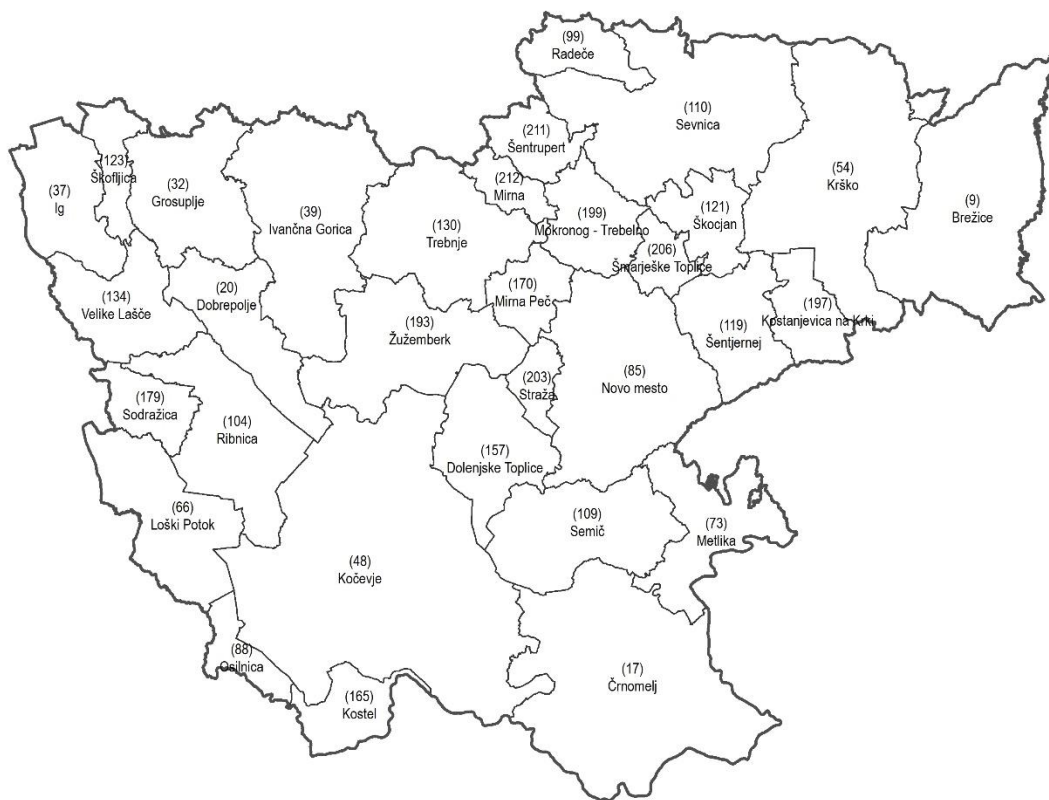 (99)
Radeče
(110)
Sevnica
(211)
Šentrupert
(123)
Škofljica
(32)
Grosuplje
(37)
Ig
(39)
Ivančna Gorica
(212)
Mirna
(54)
Krško
(9)
Brežice
(130)
Trebnje
(199)
Mokronog - Trebelno
(121)
Škocjan
(206)
Šmarješke Toplice
(134)
Velike Lašče
(20)
Dobrepolje
(170)
Mirna Peč
(197)
Kostanjevica na Krki
(193)
Žužemberk
(119)
Šentjernej
(203)
Straža
(85)
Novo mesto
(179)
Sodražica
(104)
Ribnica
(157)
Dolenjske Toplice
(66)
Loški Potok
(109)
Semič
(73)
Metlika
(48)
Kočevje
(88)
Osilnica
(17)
Črnomelj
(165)
Kostel